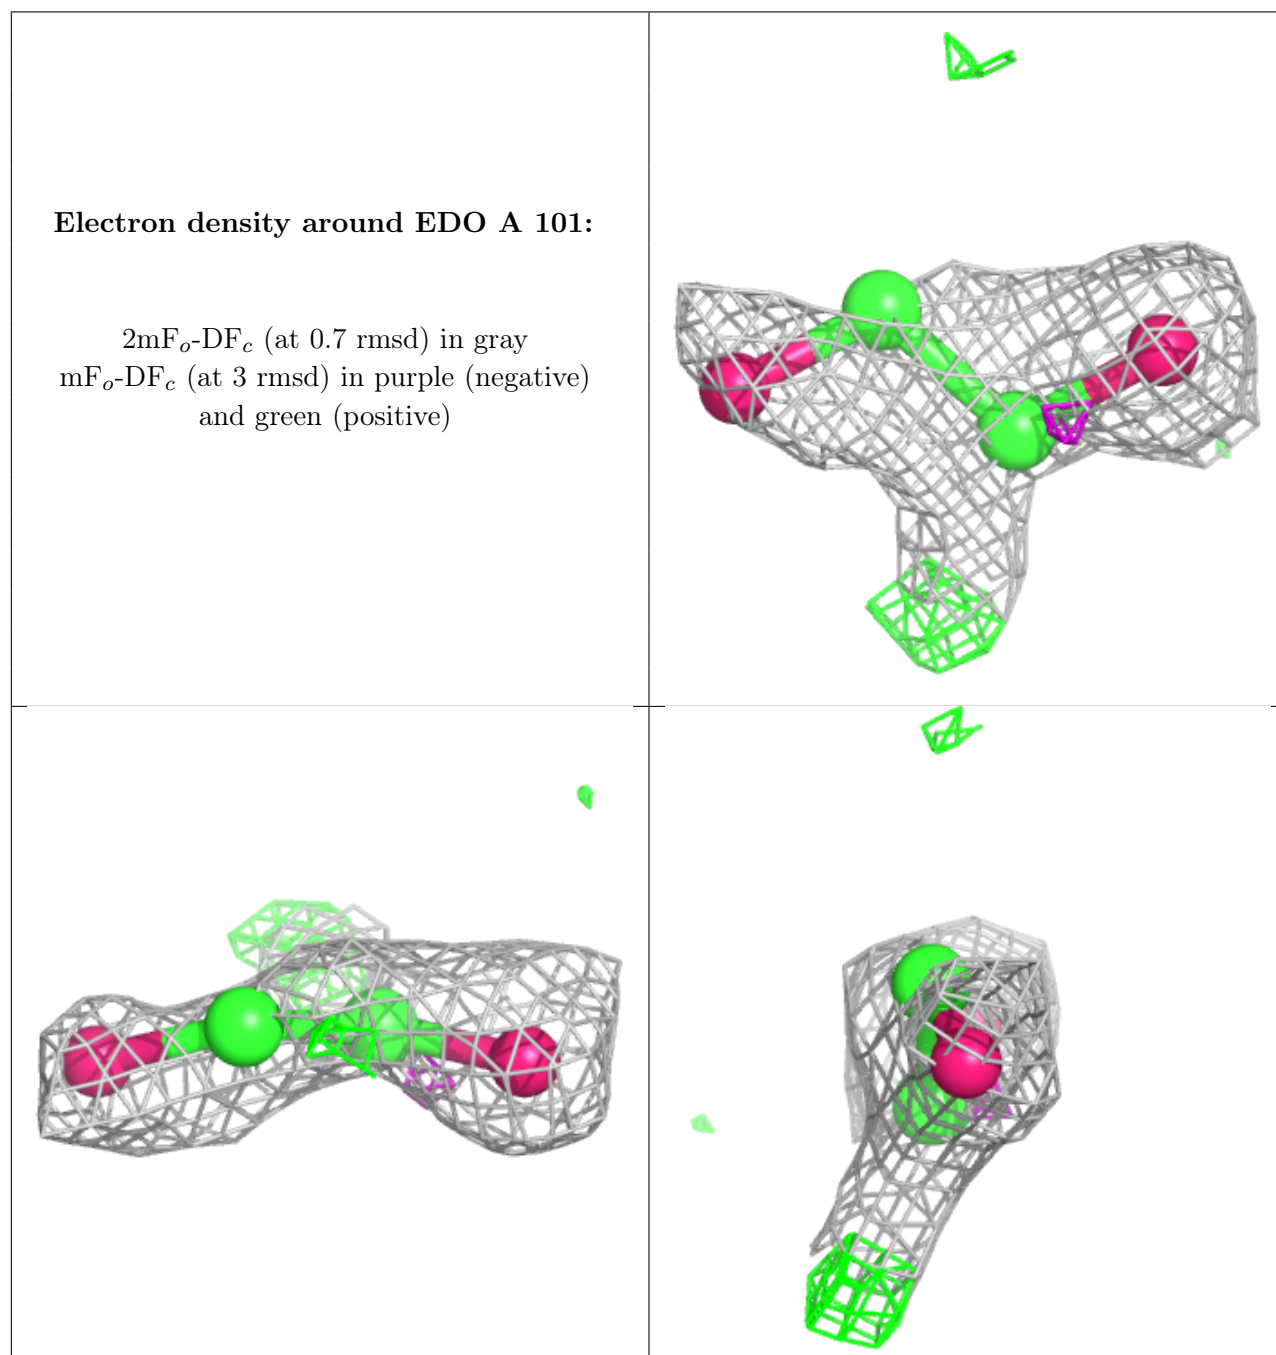 Electron density around EDO A 101:
2mFo-DFc (at 0.7 rmsd) in gray
mFo-DFc (at 3 rmsd) in purple (negative)
and green (positive)